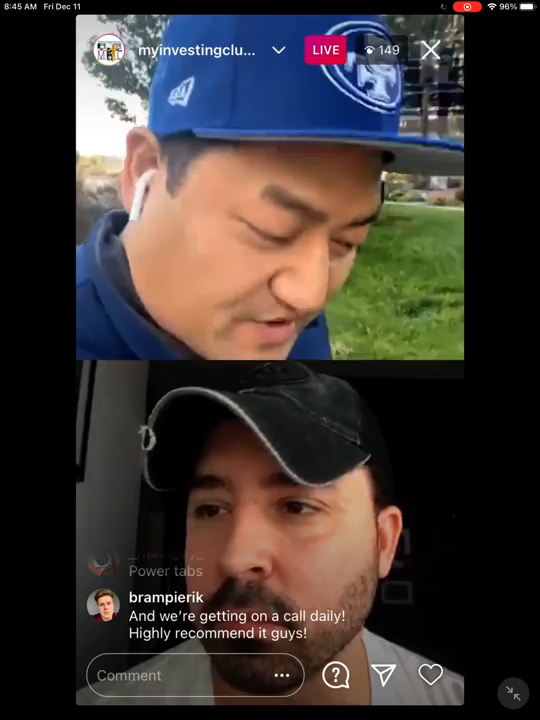 8:45 AM Fri Dec 11
96%
myinvestingclu...
LIVE
149
Power tabs
brampierik
And we're getting on a call daily!
Highly recommend it guys!
Comment